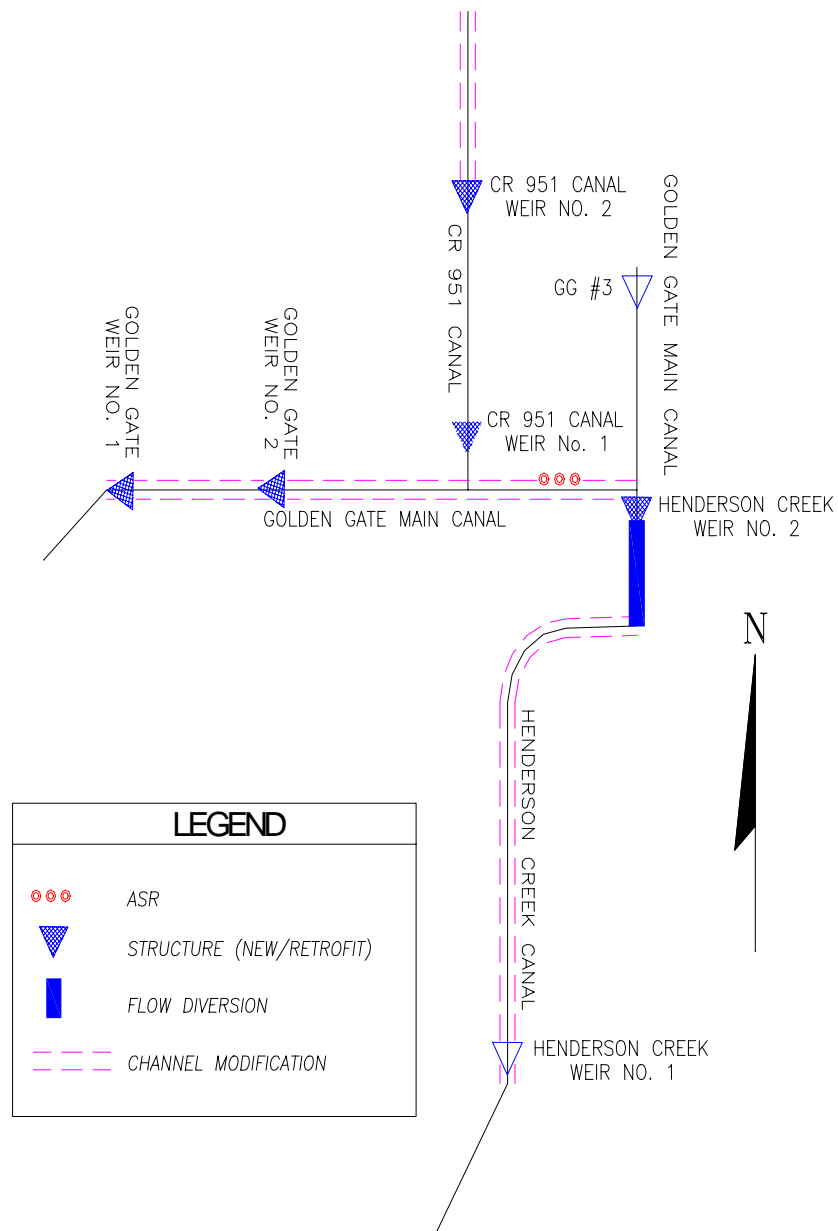 CR 951 CANAL
WEIR NO. 2
GOLDEN GATE MAIN CANAL
CR 951 CANAL
GG #3
GOLDEN GATE
WEIR NO. 1
GOLDEN GATE
WEIR NO. 2
CR 951 CANAL
WEIR No. 1
HENDERSON CREEK
WEIR NO. 2
GOLDEN GATE MAIN CANAL
N
HENDERSON CREEK CANAL
LEGEND
ASR
STRUCTURE (NEW/RETROFIT)
FLOW DIVERSION
CHANNEL MODIFICATION
HENDERSON CREEK
WEIR NO. 1